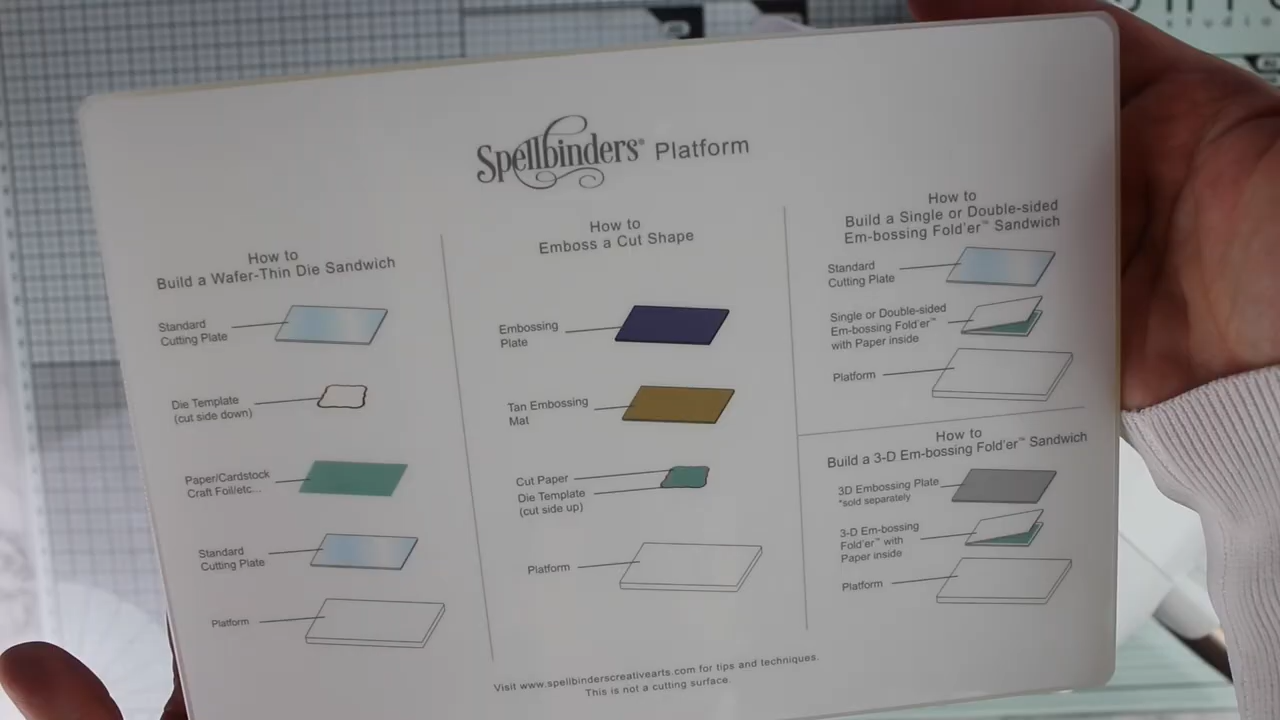 Spellbinders® Platform
How to
Build a Wafer-Thin Die Sandwich
Standard
Cutting Plate
Die Template
(cut side down)
Paper/Cardstock
Craft Foil/etc...
Standard
Cutting Plate
Platform
How to
Emboss a Cut Shape
Embossing
Plate
Tan Embossing
Mat
Cut Paper
Die Template
(cut side up)
Platform
How to
Build a Single or Double-sided
Em-bossing Fold'er™ Sandwich
Standard
Cutting Plate
Single or Double-sided
Em-bossing Fold'er™
with Paper inside
Platform
How to
Build a 3-D Em-bossing Fold'er™ Sandwich
3D Embossing Plate
*sold separately
3-D Em-bossing
Fold'er™ with
Paper inside
Platform
Visit www.spellbinderscreativearts.com for tips and techniques.
This is not a cutting surface.
studio